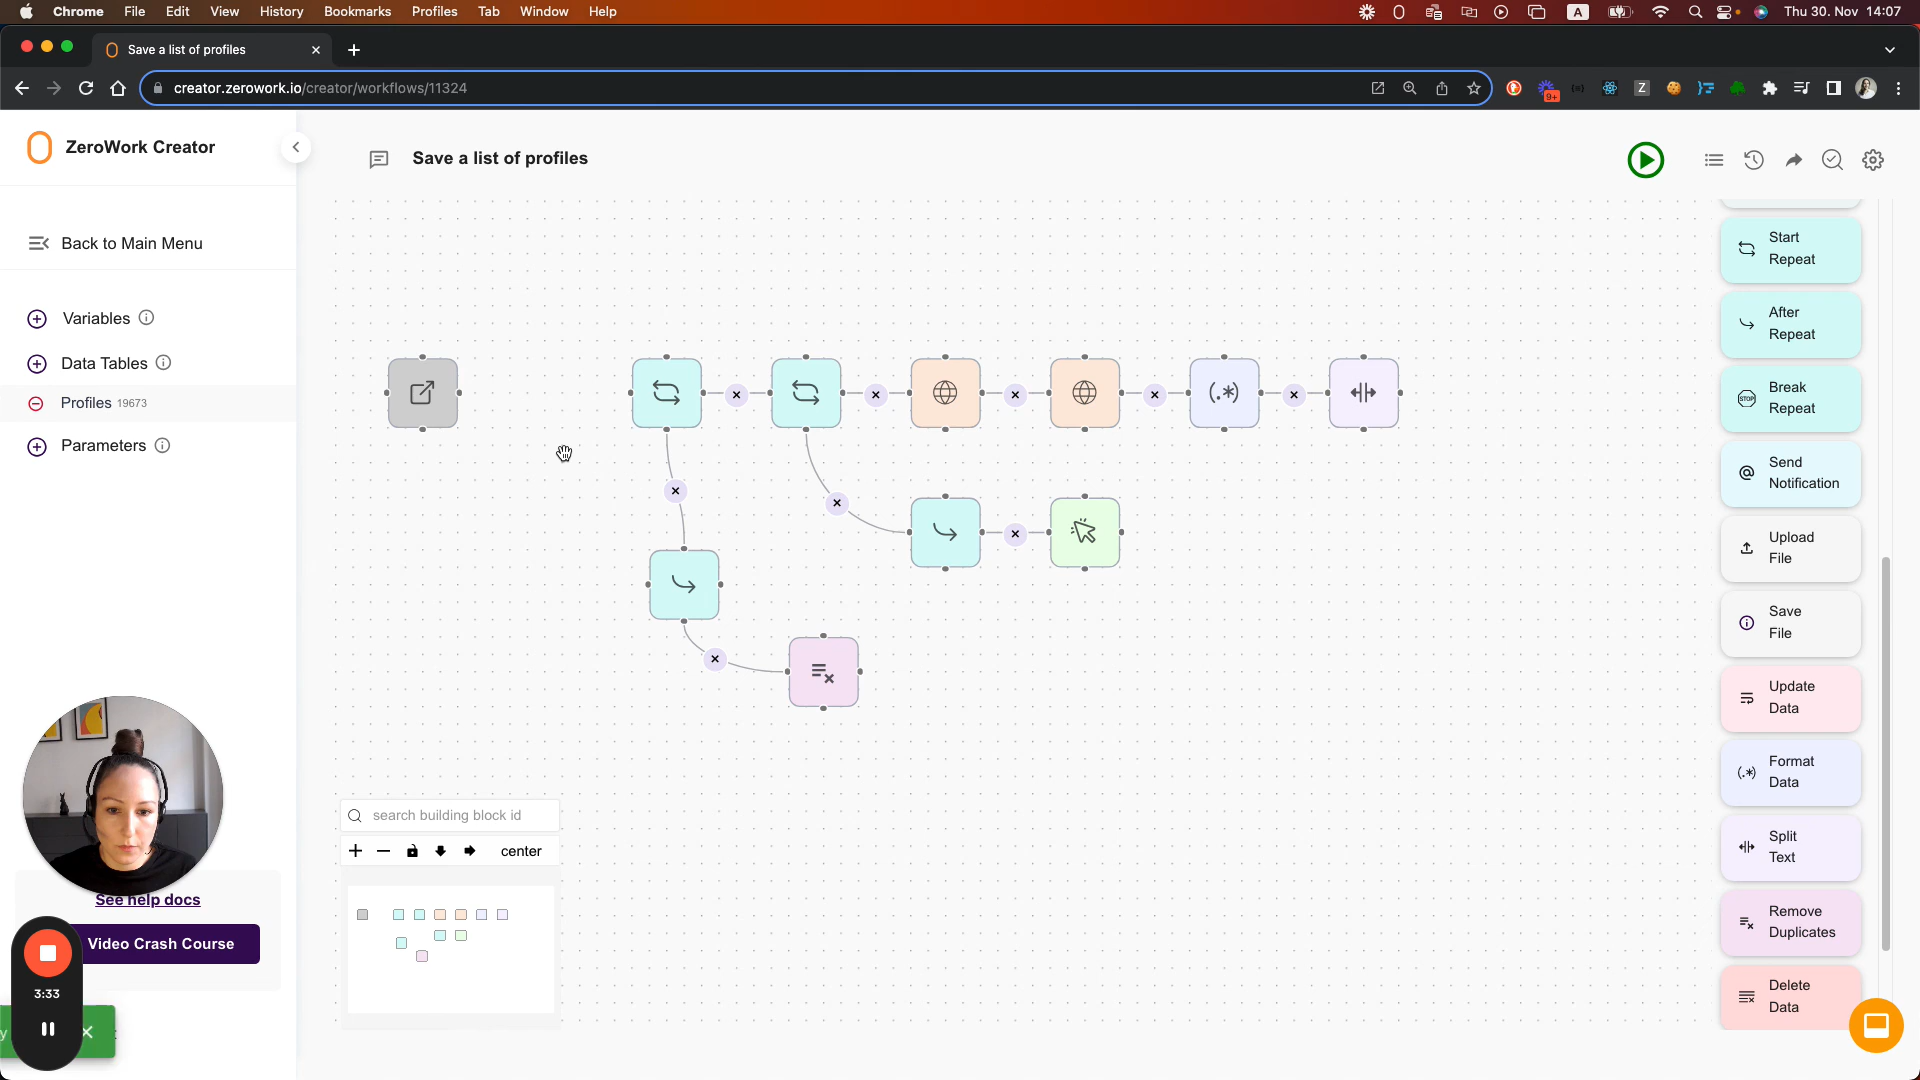 Chrome File Edit View History Bookmarks Profiles Tab Window Help
A
Thu 30. Nov 14:07
Save a list of profiles
creator.zerowork.io/creator/workflows/11324
9+
Z
ZeroWork Creator
Save a list of profiles
Back to Main Menu
Variables
Data Tables
Profiles 19673
Parameters
(.*)
Start
Repeat
After
Repeat
STOP
Break
Repeat
@
Send
Notification
Upload
File
Save
File
Update
Data
(.*)
Format
Data
Split
Text
Remove
Duplicates
Delete
Data
search building block id
center
See help docs
Video Crash Course
3:33